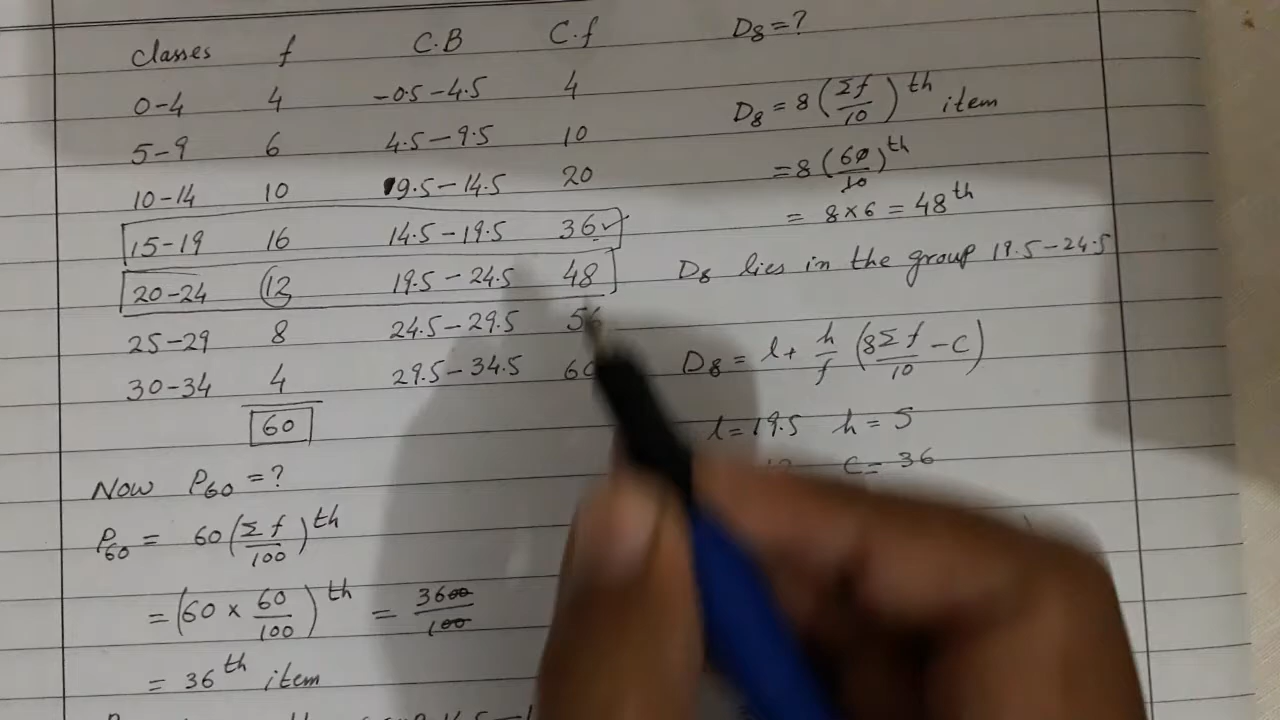 Classes f C.B C.f
0-4 4 -0.5-4.5 4
5-9 6 4.5-9.5 10
10-14 10 9.5-14.5 20
15-19 16 14.5-19.5 36
20-24 12 19.5-24.5 48
25-29 8 24.5-29.5 56
30-34 4 29.5-34.5 60
60
Now P60 = ?
P60 = 60(Σf/100)th
= (60 × 60/100)th = 3600/100
= 36th item
D8 = ?
D8 = 8(Σf/10)th item
= 8(60/10)th
= 8×6 = 48th
D8 lies in the group 19.5-24.5
D8 = l + h/f (8Σf/10 - C)
l = 19.5 h = 5
C = 36